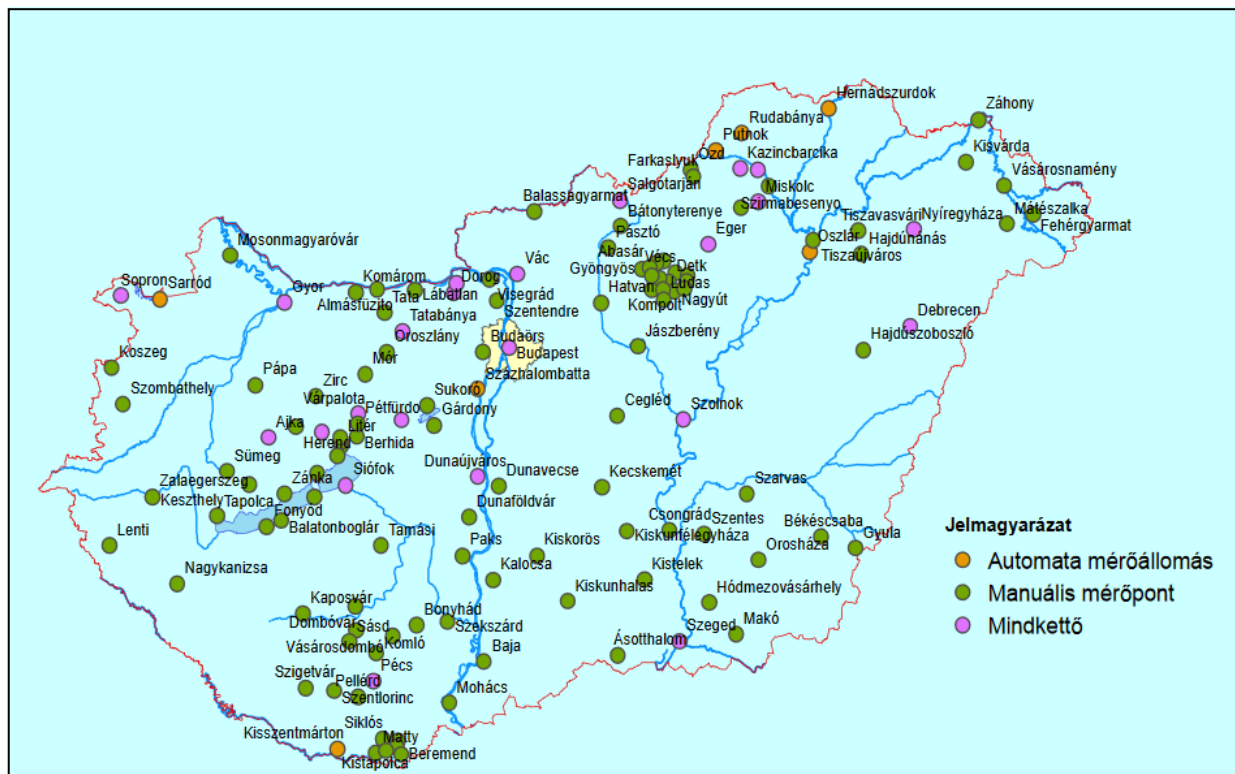 Hernádszurdok
Rudabánya
Záhony
Putnok
Ózd
Kazincbarcika
Kisvárda
Farkaslyuk
Salgótarján
Miskolc
Vásárosnamény
Balassagyarmat
Szirmabesenyo
Bátonyterenye
Mátészalka
Tiszavasvári
Nyíregyháza
Pásztó
Fehérgyarmat
Eger
Oszlár
Hajdúnánás
Mosonmagyaróvár
Abasár
Vécs
Tiszaújváros
Vác
Gyöngyös
Detk
Sopron
Sarród
Komárom
Dorog
Hatvan
Ludas
Gyor
Tata
Lábatlan
Visegrád
Kompolt
Nagyút
Almásfüzito
Szentendre
Debrecen
Tatabánya
Hajdúszoboszló
Oroszlány
Budaörs
Jászberény
Koszeg
Mór
Budapest
Pápa
Százhalombatta
Szombathely
Zirc
Sukoró
Várpalota
Pétfürdo
Gárdony
Cegléd
Szolnok
Ajka
Litér
Herend
Berhida
Sümeg
Siófok
Dunaújváros
Dunavecse
Kecskemét
Zalaegerszeg
Zánka
Szarvas
Keszthely
Tapolca
Fonyód
Dunaföldvár
Balatonboglár
Csongrád
Szentes
Békéscsaba
Jelmagyarázat
Lenti
Tamási
Kiskunfélegyháza
Gyula
Paks
Kiskorös
Orosháza
Automata mérőállomás
Nagykanizsa
Kalocsa
Kistelek
Kiskunhalas
Hódmezovásárhely
Manuális mérőpont
Kaposvár
Bonyhád
Dombóvár
Sásd
Szekszárd
Szeged
Makó
Mindkettő
Vásárosdombó
Komló
Ásotthalom
Baja
Pécs
Szigetvár
Pellérd
Szentlorinc
Mohács
Siklós
Kisszentmárton
Matty
Beremend
Kistapolca